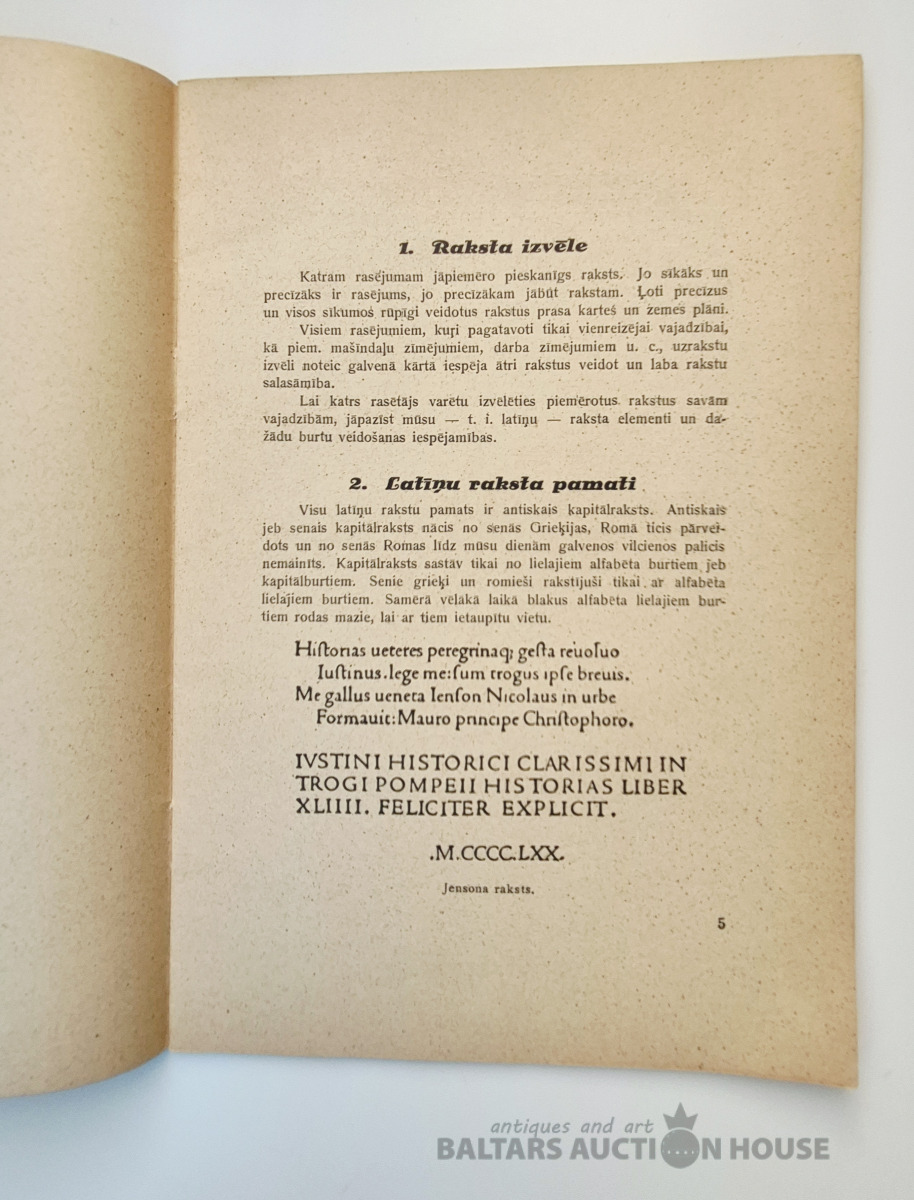 1. Raksta izvēle
Katram rasējumam jāpiemēro pieskanīgs raksts. Jo sīkāks un
precīzāks ir rasējums, jo precīzākam jābūt rakstam. Ļoti precīzus
un visos sīkumos rūpīgi veidotus rakstus prasa kartes un zemes plāni.
Visiem rasējumiem, kuŗi pagatavoti tikai vienreizējai vajadzībai,
kā piem. mašīndaļu zīmējumiem, darba zīmējumiem u. c., uzrakstu
izvēli noteic galvenā kārtā iespēja ātri rakstus veidot un laba rakstu
salasāmība.
Lai katrs rasētājs varētu izvēlēties piemērotus rakstus savām
vajadzībām, jāpazīst mūsu — t. i. latīņu — raksta elementi un da-
žādu burtu veidošanas iespējamības.
2. Latīņu raksta pamati
Visu latīņu rakstu pamats ir antiskais kapitālraksts. Antiskais
jeb senais kapitālraksts nācis no senās Grieķijas, Romā ticis pārvei-
dots un no senās Romas līdz mūsu dienām galvenos vilcienos palicis
nemainīts. Kapitālraksts sastāv tikai no lielajiem alfabēta burtiem jeb
kapitālburtiem. Senie grieķi un romieši rakstījuši tikai ar alfabēta
lielajiem burtiem. Samērā vēlākā laikā blakus alfabēta lielajiem bur-
tiem rodas mazie, lai ar tiem ietaupītu vietu.
Hiſtorias ueteres peregrinaq; geſta reuoluo
Iuſtinus. lege me: ſum trogus ipſe breuis.
Me gallus ueneta Ienſon Nicolaus in urbe
Formauit: Mauro principe Chriſtophoro.
IVSTINI HISTORICI CLARISSIMI IN
TROGI POMPEII HISTORIAS LIBER
XLIIII. FELICITER EXPLICIT.
.M.CCCC.LXX.
Jensona raksts.
5
antiques and art
BALTARS AUCTION HOUSE